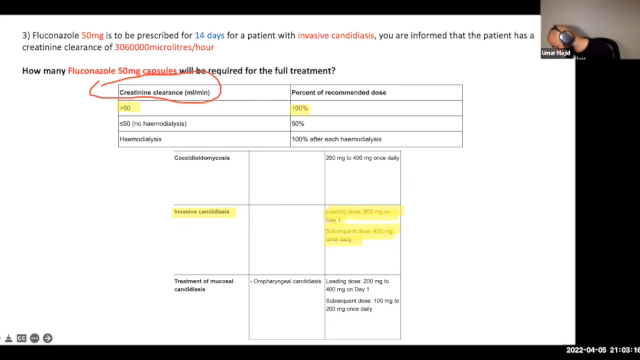 3) Fluconazole 50mg is to be prescribed for 14 days for a patient with invasive candidiasis, you are informed that the patient has a
creatinine clearance of 3060000microlitres/hour
How many Fluconazole 50mg capsules will be required for the full treatment?
Creatinine clearance (ml/min) Percent of recommended dose
>50 100%
≤50 (no haemodialysis) 50%
Haemodialysis 100% after each haemodialysis
Coccidioidomycosis 200 mg to 400 mg once daily
Invasive candidiasis Loading dose: 800 mg on
Day 1
Subsequent dose: 400 mg
once daily
Treatment of mucosal - Oropharyngeal candidiasis Loading dose: 200 mg to
candidiasis 400 mg on Day 1
Subsequent dose: 100 mg to
200 mg once daily
Umar Majid
CC
2022-04-05 21:03:16